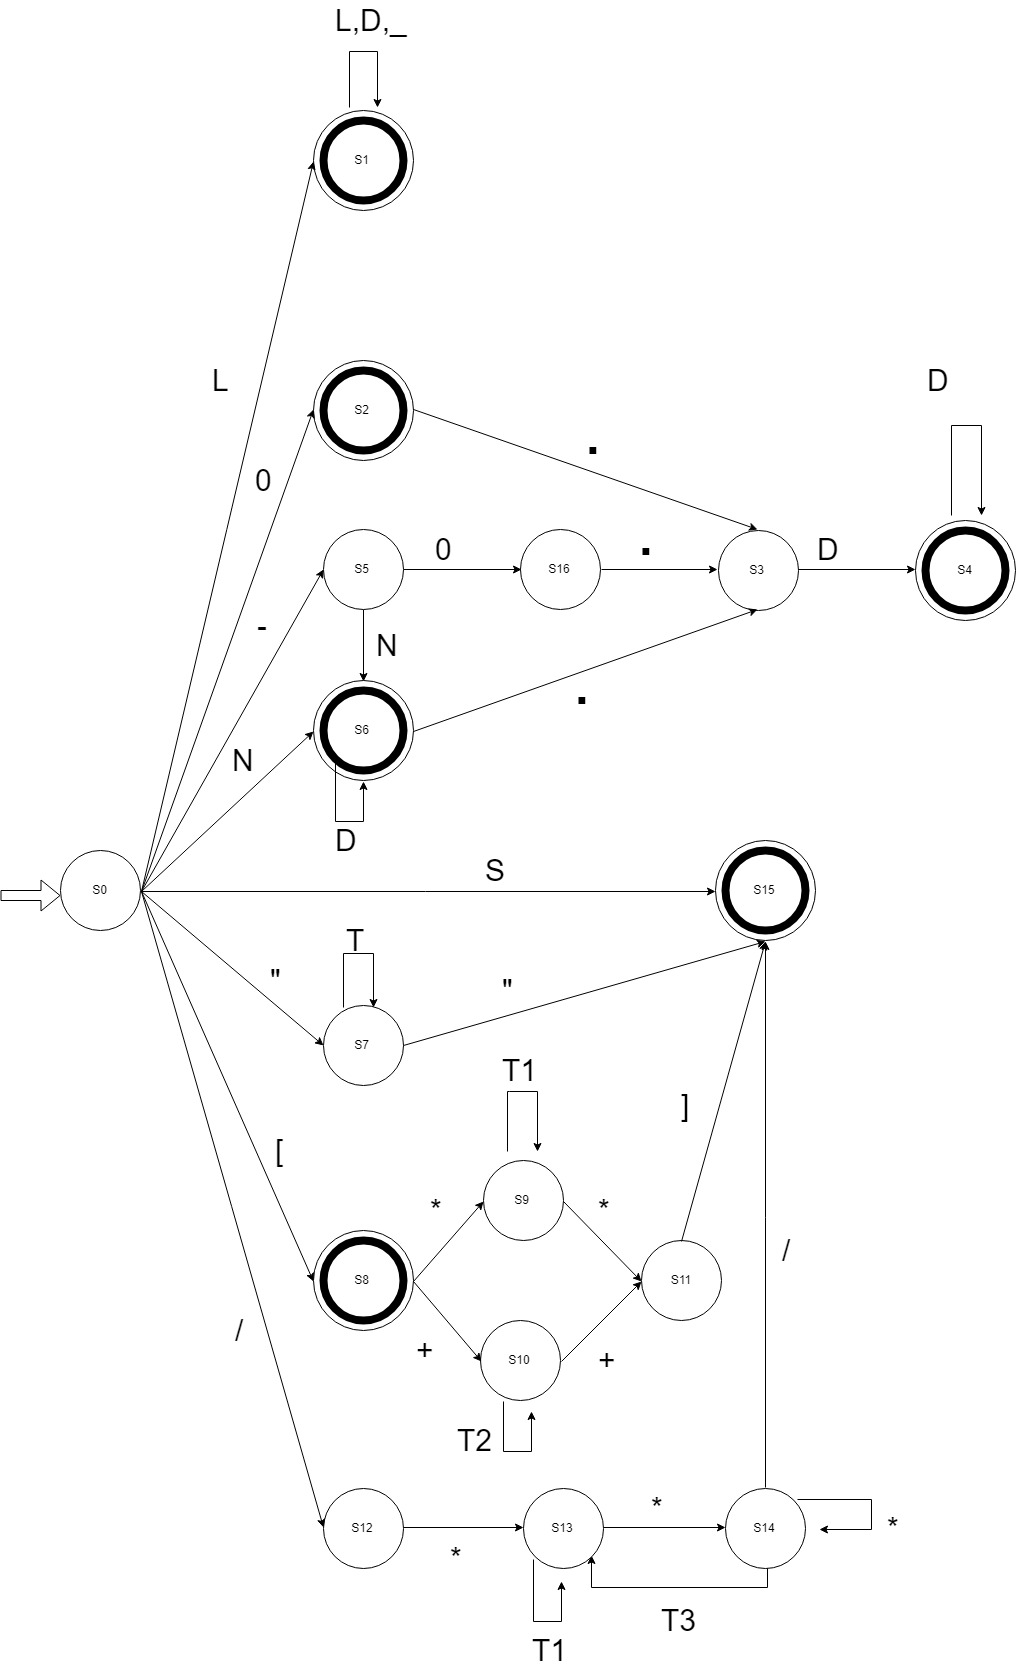 L,D,_
S1
L
S2
D
0
.
S5
0
S16
.
S3
D
S4
-
N
.
S6
N
D
S
S0
S15
T
"
"
S7
T1
]
[
*
S9
*
/
S8
S11
/
+
S10
+
T2
*
*
S12
S13
S14
*
T3
T1